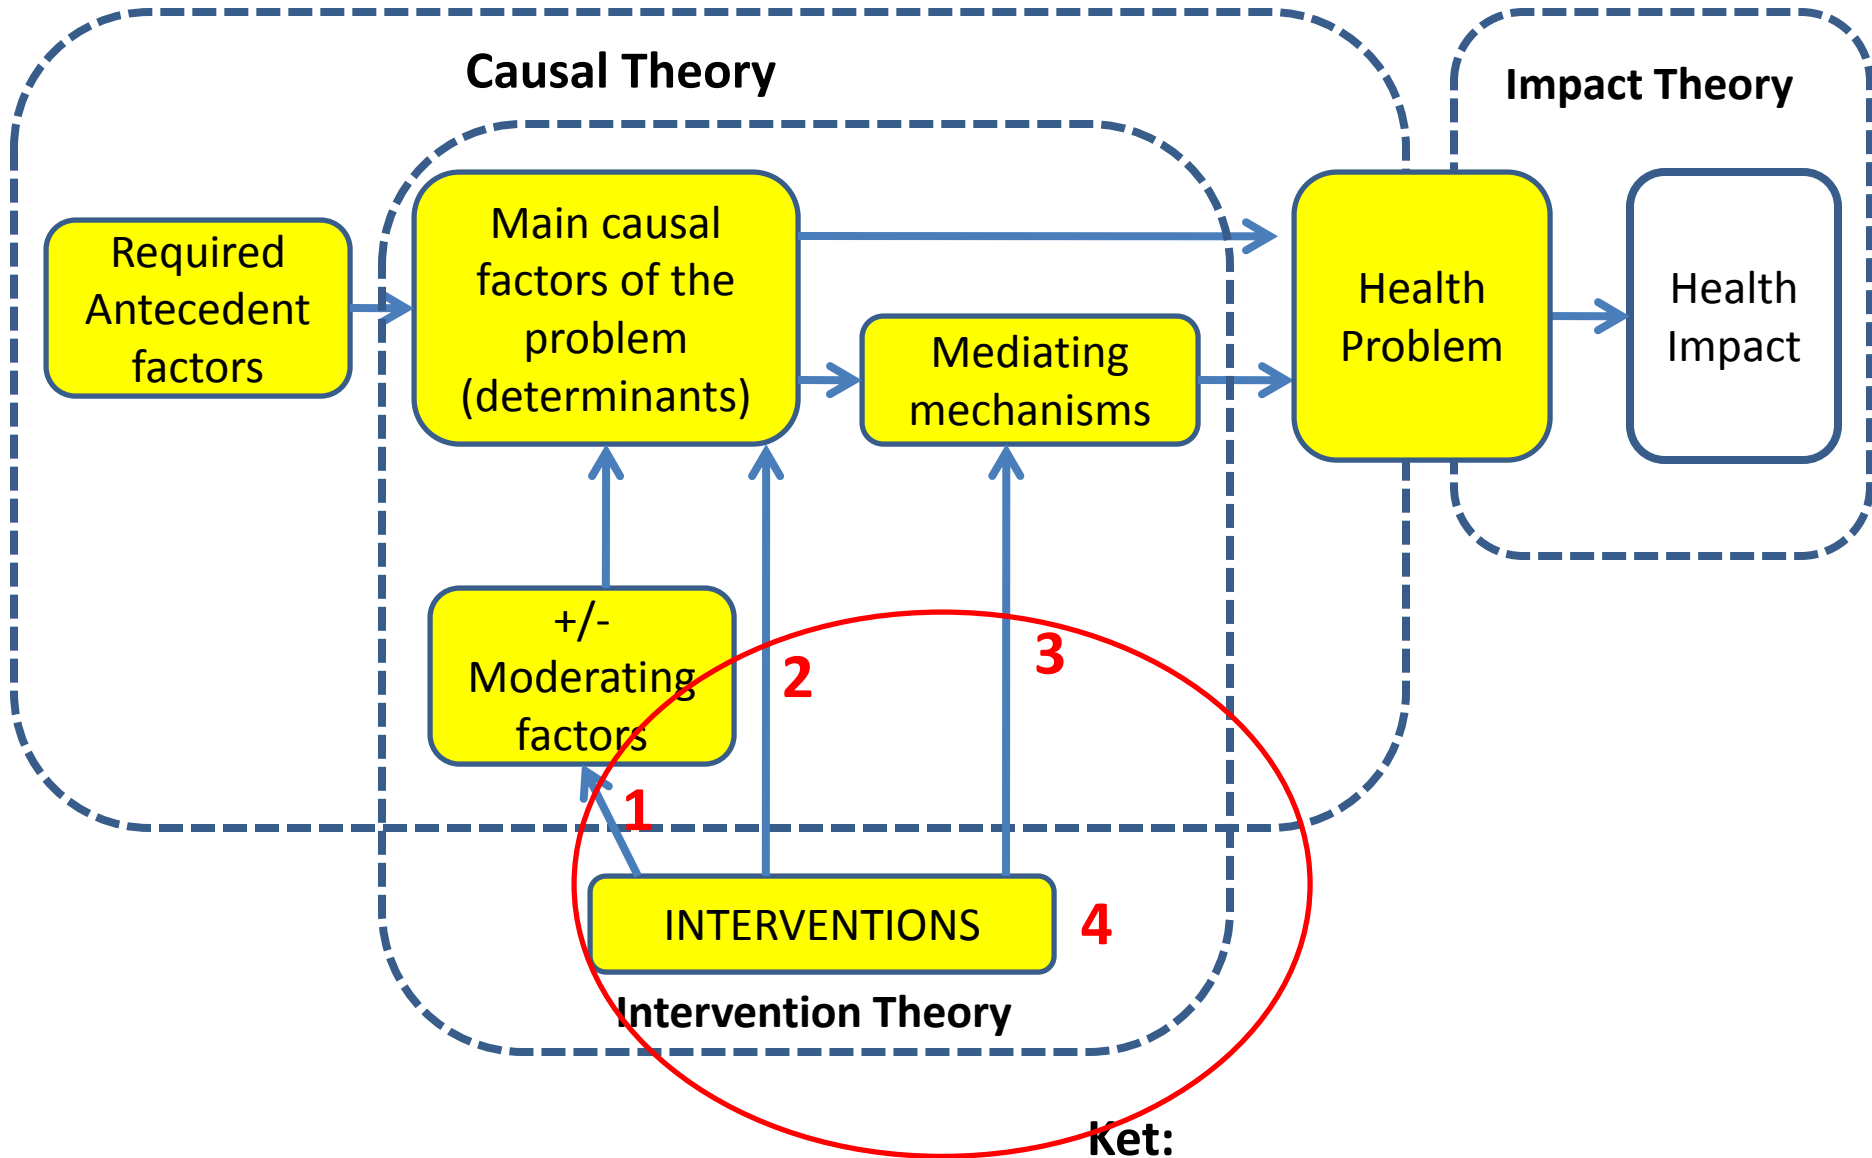 Causal Theory
Impact Theory
Required
Antecedent
factors
Main causal
factors of the
problem
(determinants)
Mediating
mechanisms
Health
Problem
Health
Impact
+/-
Moderating
factors
1
2
3
INTERVENTIONS
4
Intervention Theory
Ket: